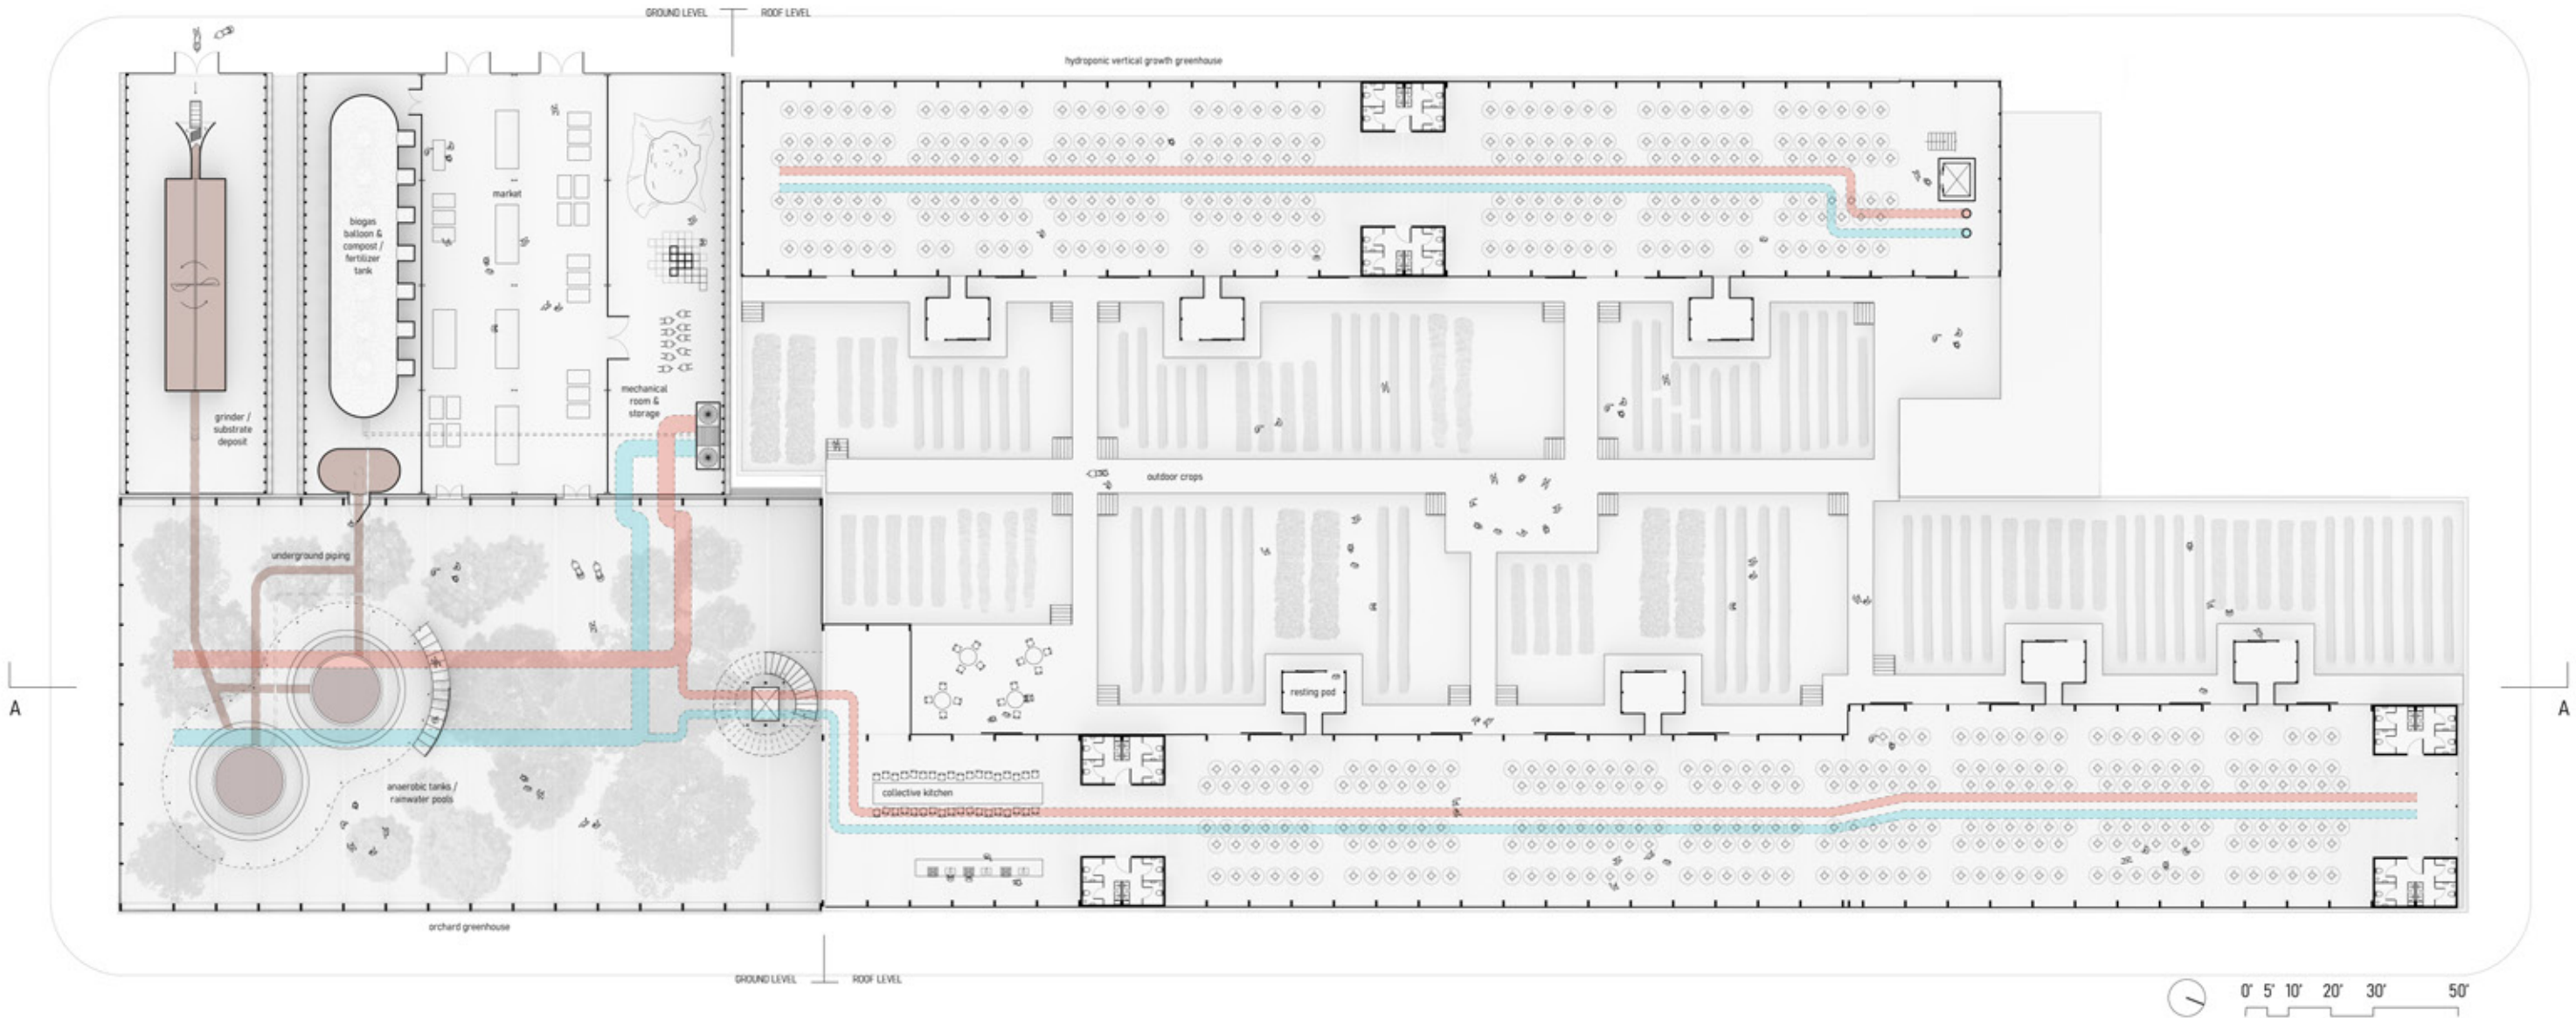 GROUND LEVEL
ROOF LEVEL
hydroponic vertical growth greenhouse
market
biogas
balloon &
compost /
fertilizer
tank
mechanical
room &
storage
grinder /
substrate
deposit
outdoor crops
underground piping
resting pod
A
A
anaerobic tanks /
rainwater pools
collective kitchen
orchard greenhouse
GROUND LEVEL
ROOF LEVEL
0' 5' 10' 20' 30' 50'